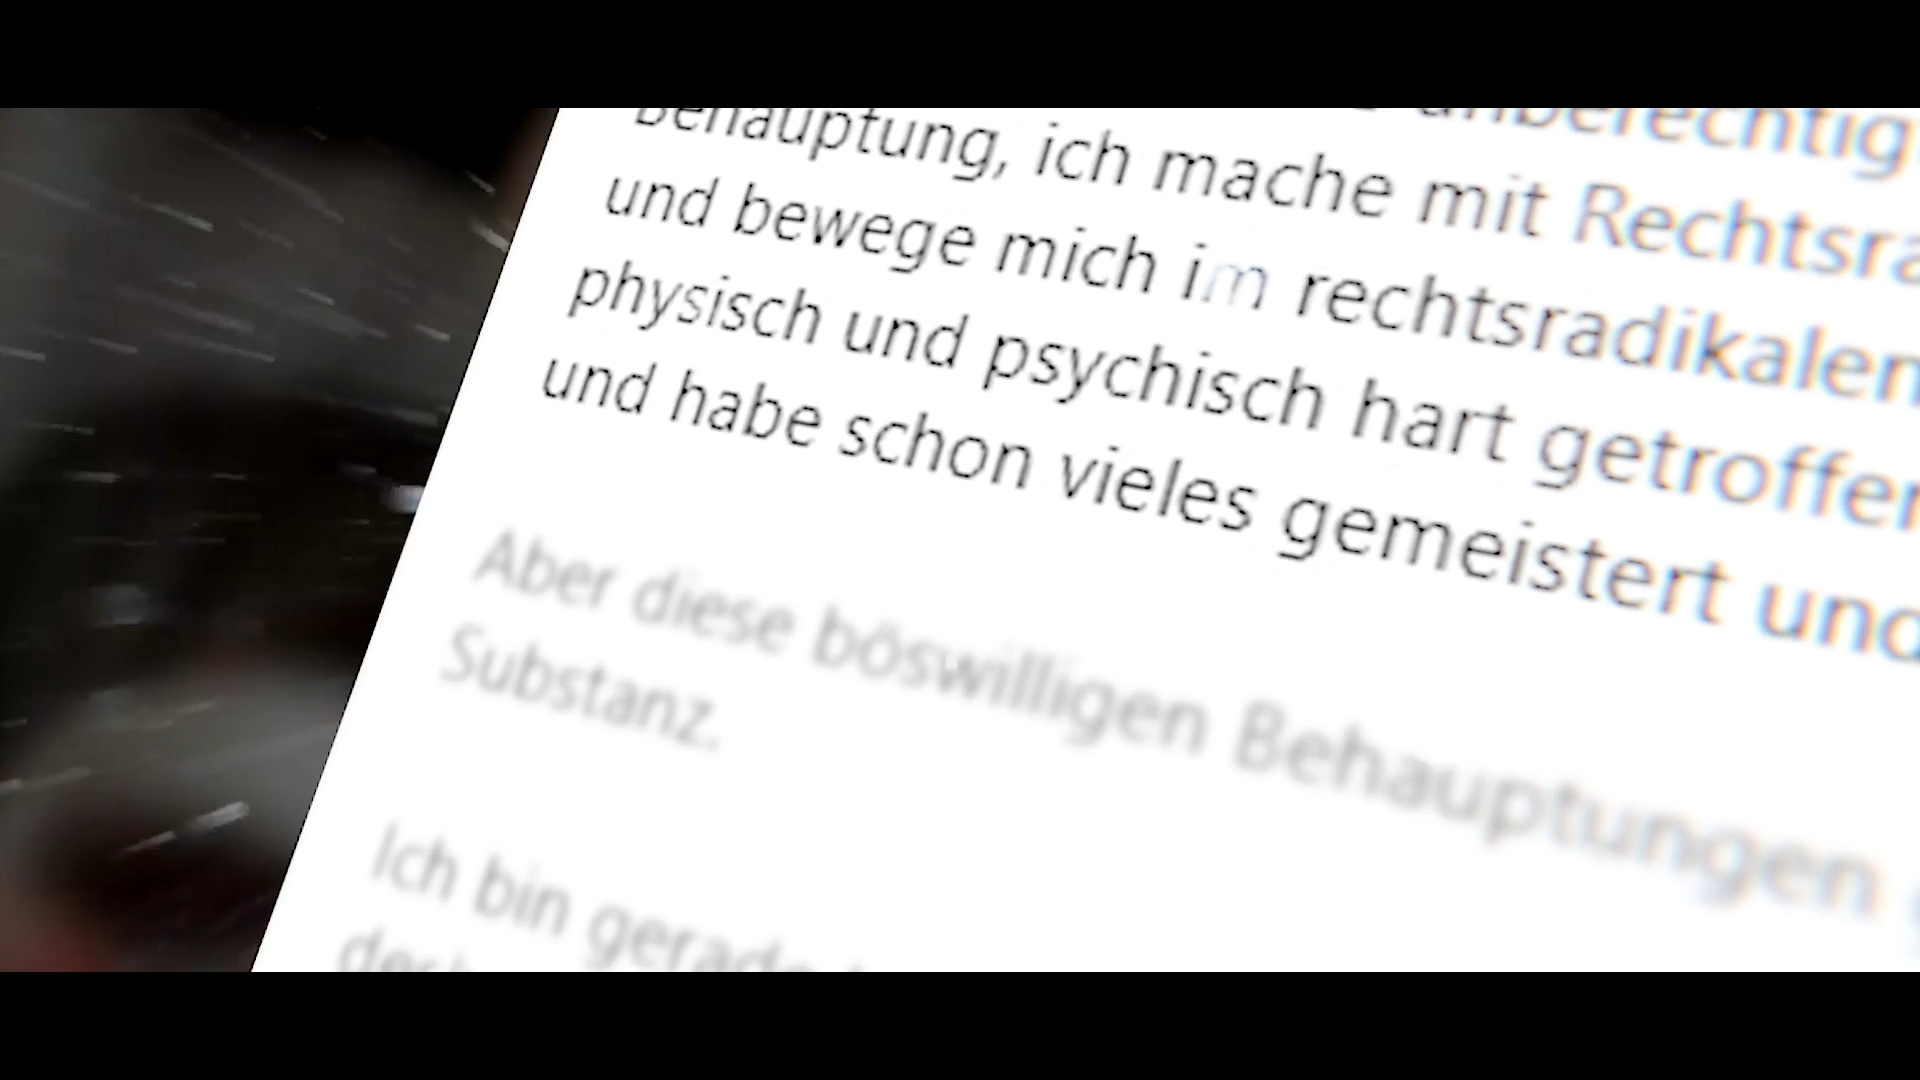 unberechtig
Behauptung, ich mache mit Rechtsra
und bewege mich im rechtsradikalen
physisch und psychisch hart getroffen
und habe schon vieles gemeistert und
Aber diese böswilligen Behauptungen
Substanz.
Ich bin gerade